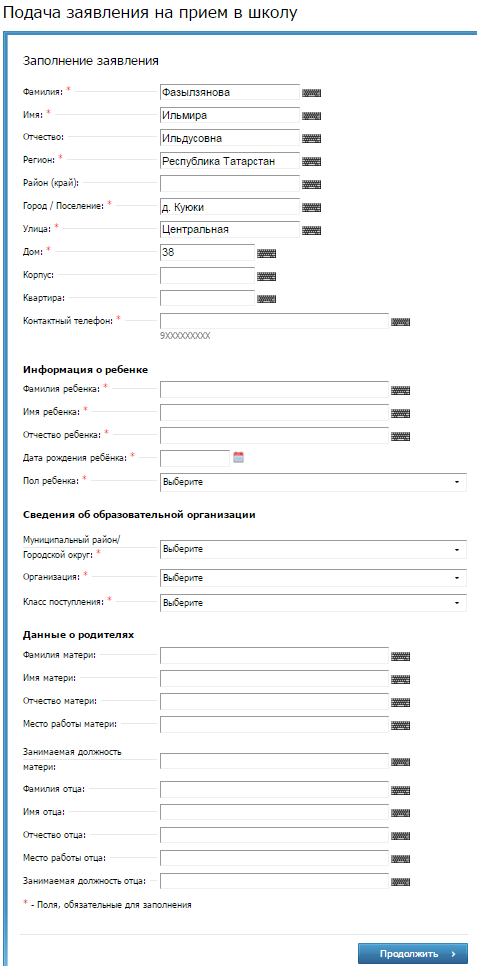 Подача заявления на прием в школу
Заполнение заявления
Фамилия: * Фазылзянова
Имя: * Ильмира
Отчество: Ильдусовна
Регион: * Республика Татарстан
Район (край):
Город / Поселение: * д. Куюки
Улица: * Центральная
Дом: * 38
Корпус:
Квартира:
Контактный телефон: *
9XXXXXXXXX
Информация о ребенке
Фамилия ребенка: *
Имя ребенка: *
Отчество ребенка: *
Дата рождения ребёнка: *
Пол ребенка: * Выберите
Сведения об образовательной организации
Муниципальный район/
Городской округ: * Выберите
Организация: * Выберите
Класс поступления: * Выберите
Данные о родителях
Фамилия матери:
Имя матери:
Отчество матери:
Место работы матери:
Занимаемая должность
матери:
Фамилия отца:
Имя отца:
Отчество отца:
Место работы отца:
Занимаемая должность отца:
* - Поля, обязательные для заполнения
Продолжить